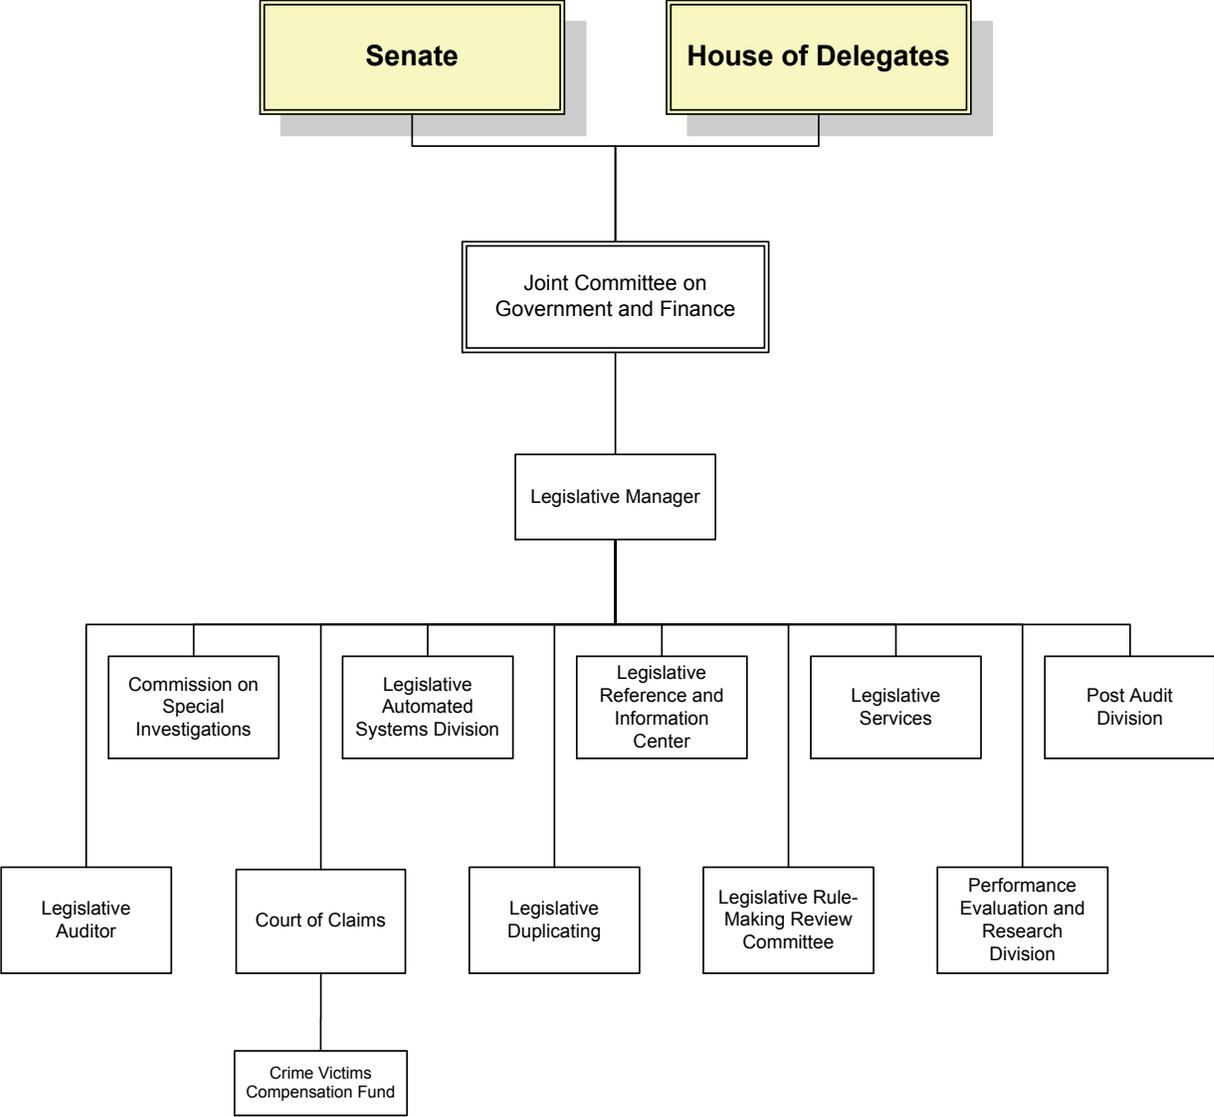 Senate
House of Delegates
Joint Committee on
Government and Finance
Legislative Manager
Commission on
Special
Investigations
Legislative
Automated
Systems Division
Legislative
Reference and
Information
Center
Legislative
Services
Post Audit
Division
Legislative
Auditor
Court of Claims
Legislative
Duplicating
Legislative Rule-
Making Review
Committee
Performance
Evaluation and
Research
Division
Crime Victims
Compensation Fund